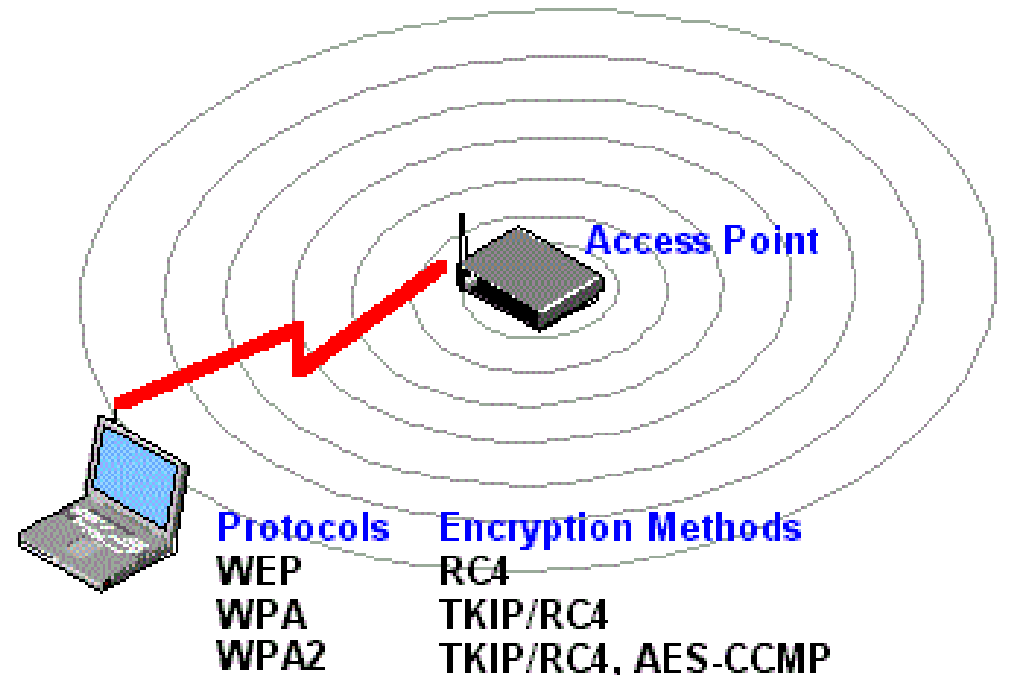 Access Point
Protocols Encryption Methods
WEP RC4
WPA TKIP/RC4
WPA2 TKIP/RC4, AES-CCMP